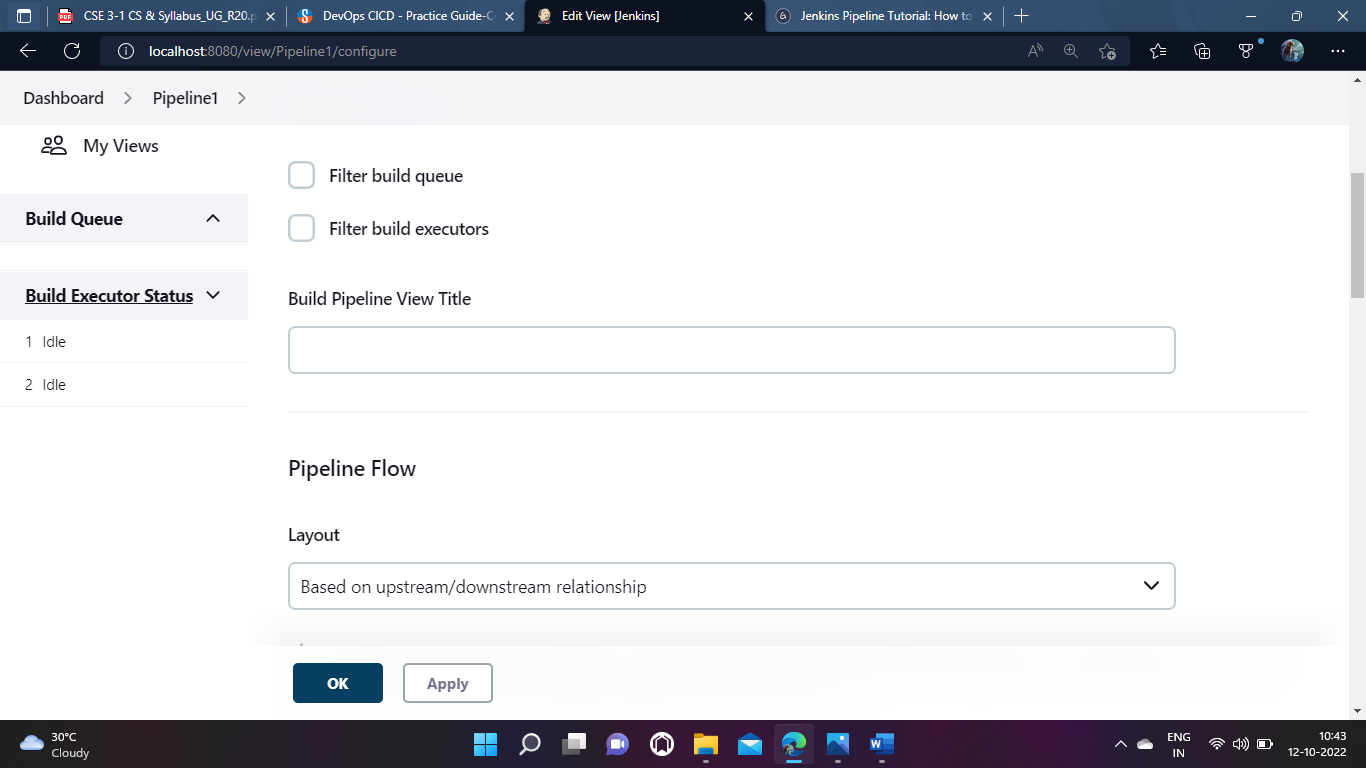 CSE 3-1 CS & Syllabus_UG_R20.p
DevOps CICD - Practice Guide-C
Edit View [Jenkins]
Jenkins Pipeline Tutorial: How to
localhost:8080/view/Pipeline1/configure
Dashboard
Pipeline1
My Views
Filter build queue
Build Queue
Filter build executors
Build Executor Status
Build Pipeline View Title
1 Idle
2 Idle
Pipeline Flow
Layout
Based on upstream/downstream relationship
OK
Apply
30°C
Cloudy
ENG
IN
10:43
12-10-2022